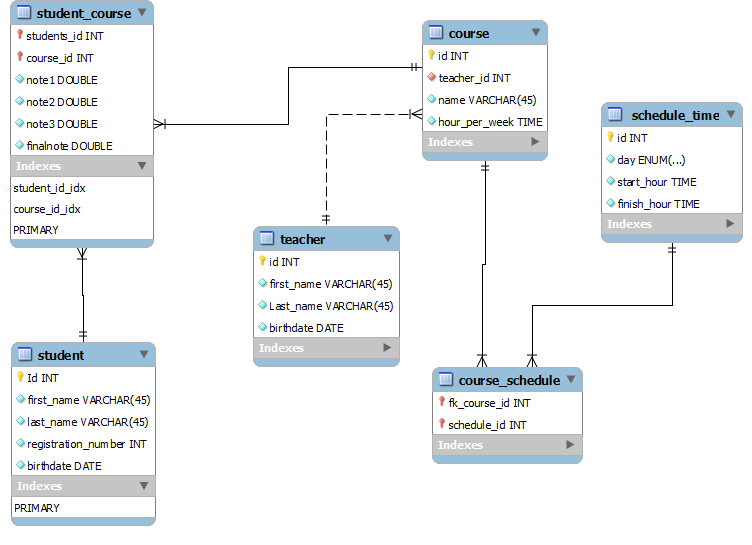 student_course
students_id INT
course_id INT
note1 DOUBLE
note2 DOUBLE
note3 DOUBLE
finalnote DOUBLE
Indexes
student_id_idx
course_id_idx
PRIMARY
course
id INT
teacher_id INT
name VARCHAR(45)
hour_per_week TIME
Indexes
schedule_time
id INT
day ENUM(...)
start_hour TIME
finish_hour TIME
Indexes
teacher
id INT
first_name VARCHAR(45)
Last_name VARCHAR(45)
birthdate DATE
Indexes
student
Id INT
first_name VARCHAR(45)
last_name VARCHAR(45)
registration_number INT
birthdate DATE
Indexes
PRIMARY
course_schedule
fk_course_id INT
schedule_id INT
Indexes